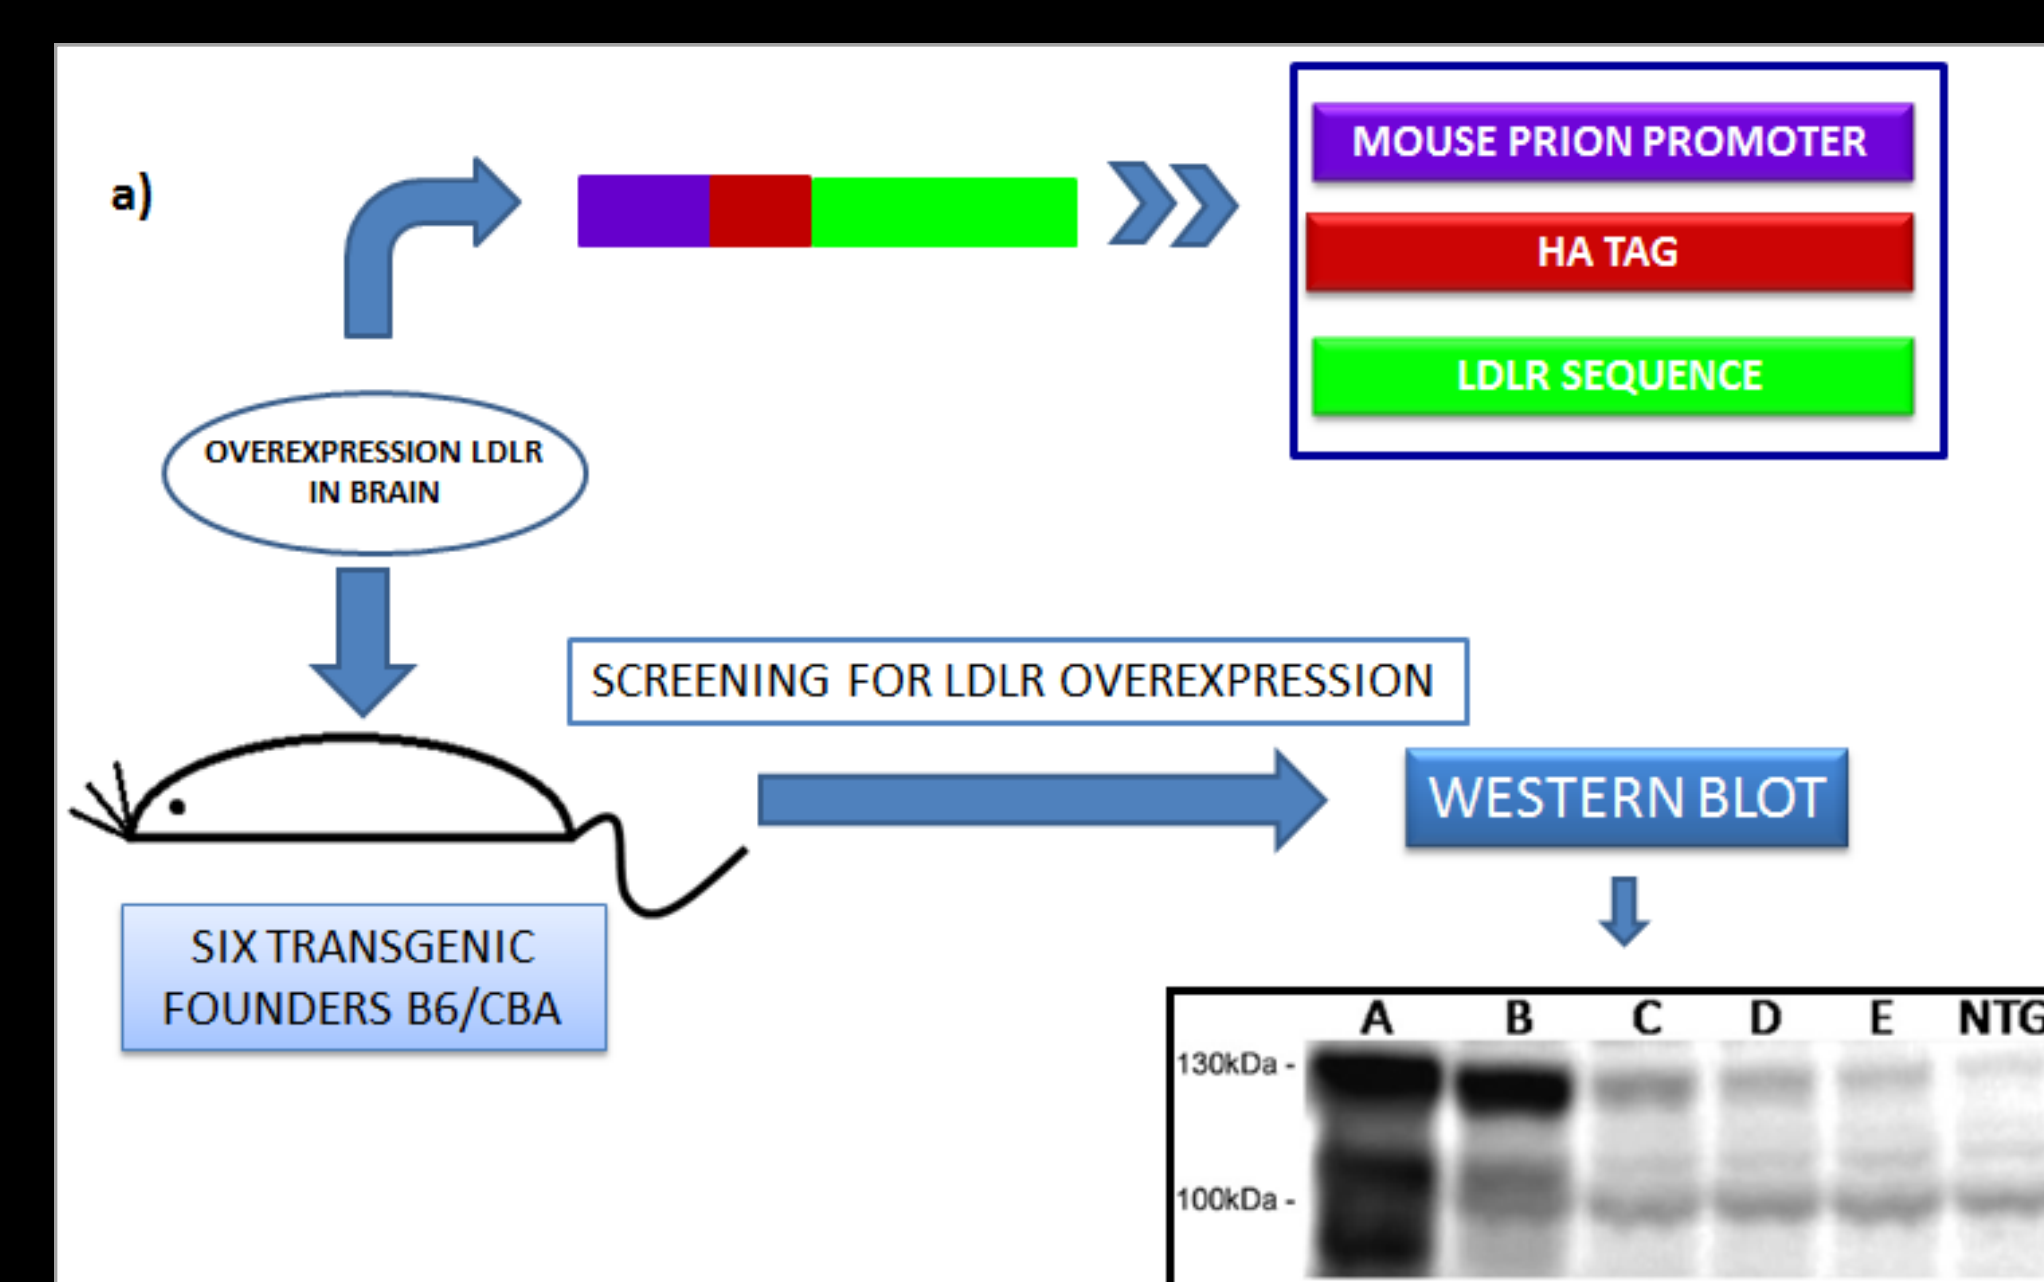 a)
MOUSE PRION PROMOTER
HA TAG
LDLR SEQUENCE
OVEREXPRESSION LDLR
IN BRAIN
SCREENING FOR LDLR OVEREXPRESSION
WESTERN BLOT
SIX TRANSGENIC
FOUNDERS B6/CBA
A B C D E NTG
130kDa -
100kDa -